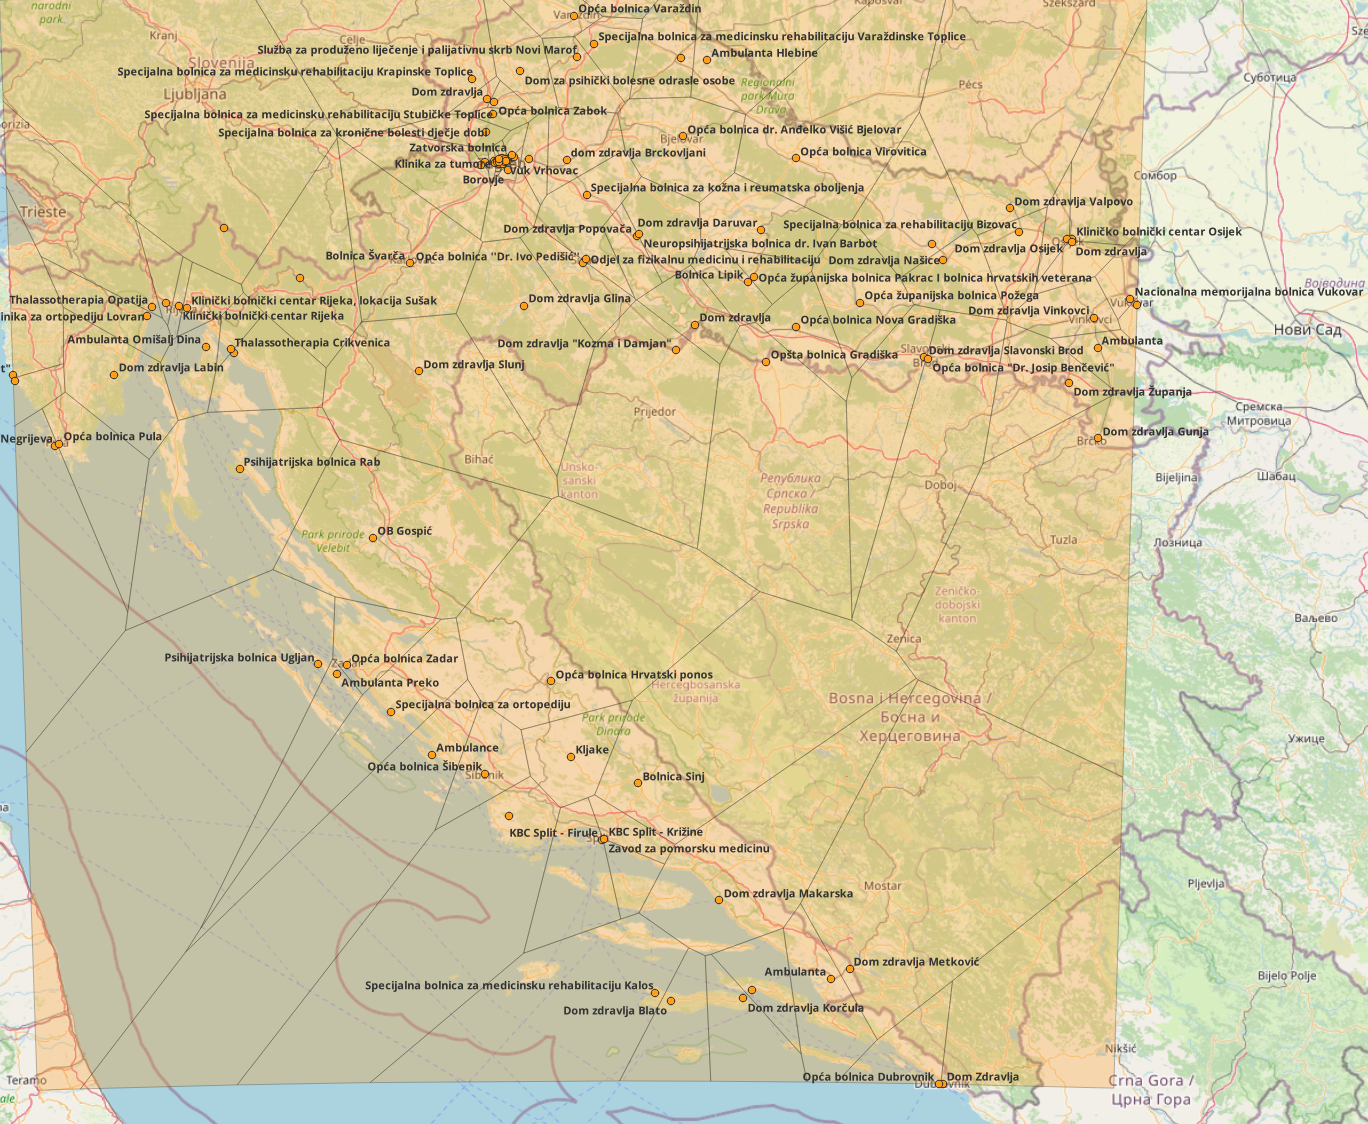 narodni
park
Kranj
Slovenija
Ljubljana
Celje
Varaždin
Opća bolnica Varaždin
Kaposvár
Szekszárd
Specijalna bolnica za medicinsku rehabilitaciju Varaždinske Toplice
Služba za produženo liječenje i palijativnu skrb Novi Marof
Ambulanta Hlebine
Specijalna bolnica za medicinsku rehabilitaciju Krapinske Toplice
Dom za psihički bolesne odrasle osobe
Regionalni
park Mura
Drava
Pécs
Суботица
Dom zdravlja
Opća bolnica Zabok
Specijalna bolnica za medicinsku rehabilitaciju Stubičke Toplice
Specijalna bolnica za kronične bolesti dječje dobi
Opća bolnica dr. Anđelko Višić Bjelovar
Bjelovar
Zatvorska bolnica
dom zdravlja Brckovljani
Opća bolnica Virovitica
Klinika za tumore
Vuk Vrhovac
Borovje
Сомбор
Specijalna bolnica za kožna i reumatska oboljenja
Dom zdravlja Valpovo
Trieste
Dom zdravlja Popovača
Dom zdravlja Daruvar
Specijalna bolnica za rehabilitaciju Bizovac
Kliničko bolnički centar Osijek
Neuropsihijatrijska bolnica dr. Ivan Barbot
Dom zdravlja Osijek
Dom zdravlja
Bolnica Švarča
Opća bolnica ''Dr. Ivo Pedišić''
Odjel za fizikalnu medicinu i rehabilitaciju
Dom zdravlja Našice
Bolnica Lipik
Opća županijska bolnica Pakrac I bolnica hrvatskih veterana
Војводина
Thalassotherapia Opatija
Klinički bolnički centar Rijeka, lokacija Sušak
Dom zdravlja Glina
Opća županijska bolnica Požega
Nacionalna memorijalna bolnica Vukovar
Vukovar
inika za ortopediju Lovran
Klinički bolnički centar Rijeka
Dom zdravlja
Opća bolnica Nova Gradiška
Dom zdravlja Vinkovci
Vinkovci
Нови Сад
Ambulanta Omišalj Dina
Thalassotherapia Crikvenica
Dom zdravlja "Kozma i Damjan"
Opšta bolnica Gradiška
Dom zdravlja Slavonski Brod
Ambulanta
t"
Dom zdravlja Labin
Dom zdravlja Slunj
Opća bolnica "Dr. Josip Benčević"
Dom zdravlja Županja
Prijedor
Сремска
Митровица
Negrijeva
Opća bolnica Pula
Dom zdravlja Gunja
Brčko
Psihijatrijska bolnica Rab
Bihać
Unsko-
sanski
kanton
Република
Српска /
Republika
Srpska
Doboj
Bijeljina
Шабац
Park prirode
Velebit
OB Gospić
Tuzla
Лозница
Zeničko-
dobojski
kanton
Ваљево
Zenica
Psihijatrijska bolnica Ugljan
Opća bolnica Zadar
Ambulanta Preko
Opća bolnica Hrvatski ponos
Hercegbosanska
županija
Specijalna bolnica za ortopediju
Park prirode
Dinara
Bosna i Hercegovina /
Босна и
Херцеговина
Ужице
Ambulance
Kljake
Opća bolnica Šibenik
Šibenik
Bolnica Sinj
KBC Split - Firule
KBC Split - Križine
Zavod za pomorsku medicinu
Mostar
Dom zdravlja Makarska
Pljevlja
Ambulanta
Dom zdravlja Metković
Bijelo Polje
Specijalna bolnica za medicinsku rehabilitaciju Kalos
Dom zdravlja Blato
Dom zdravlja Korčula
Nikšić
Teramo
Opća bolnica Dubrovnik
Dom Zdravlja
Dubrovnik
Crna Gora /
Црна Гора